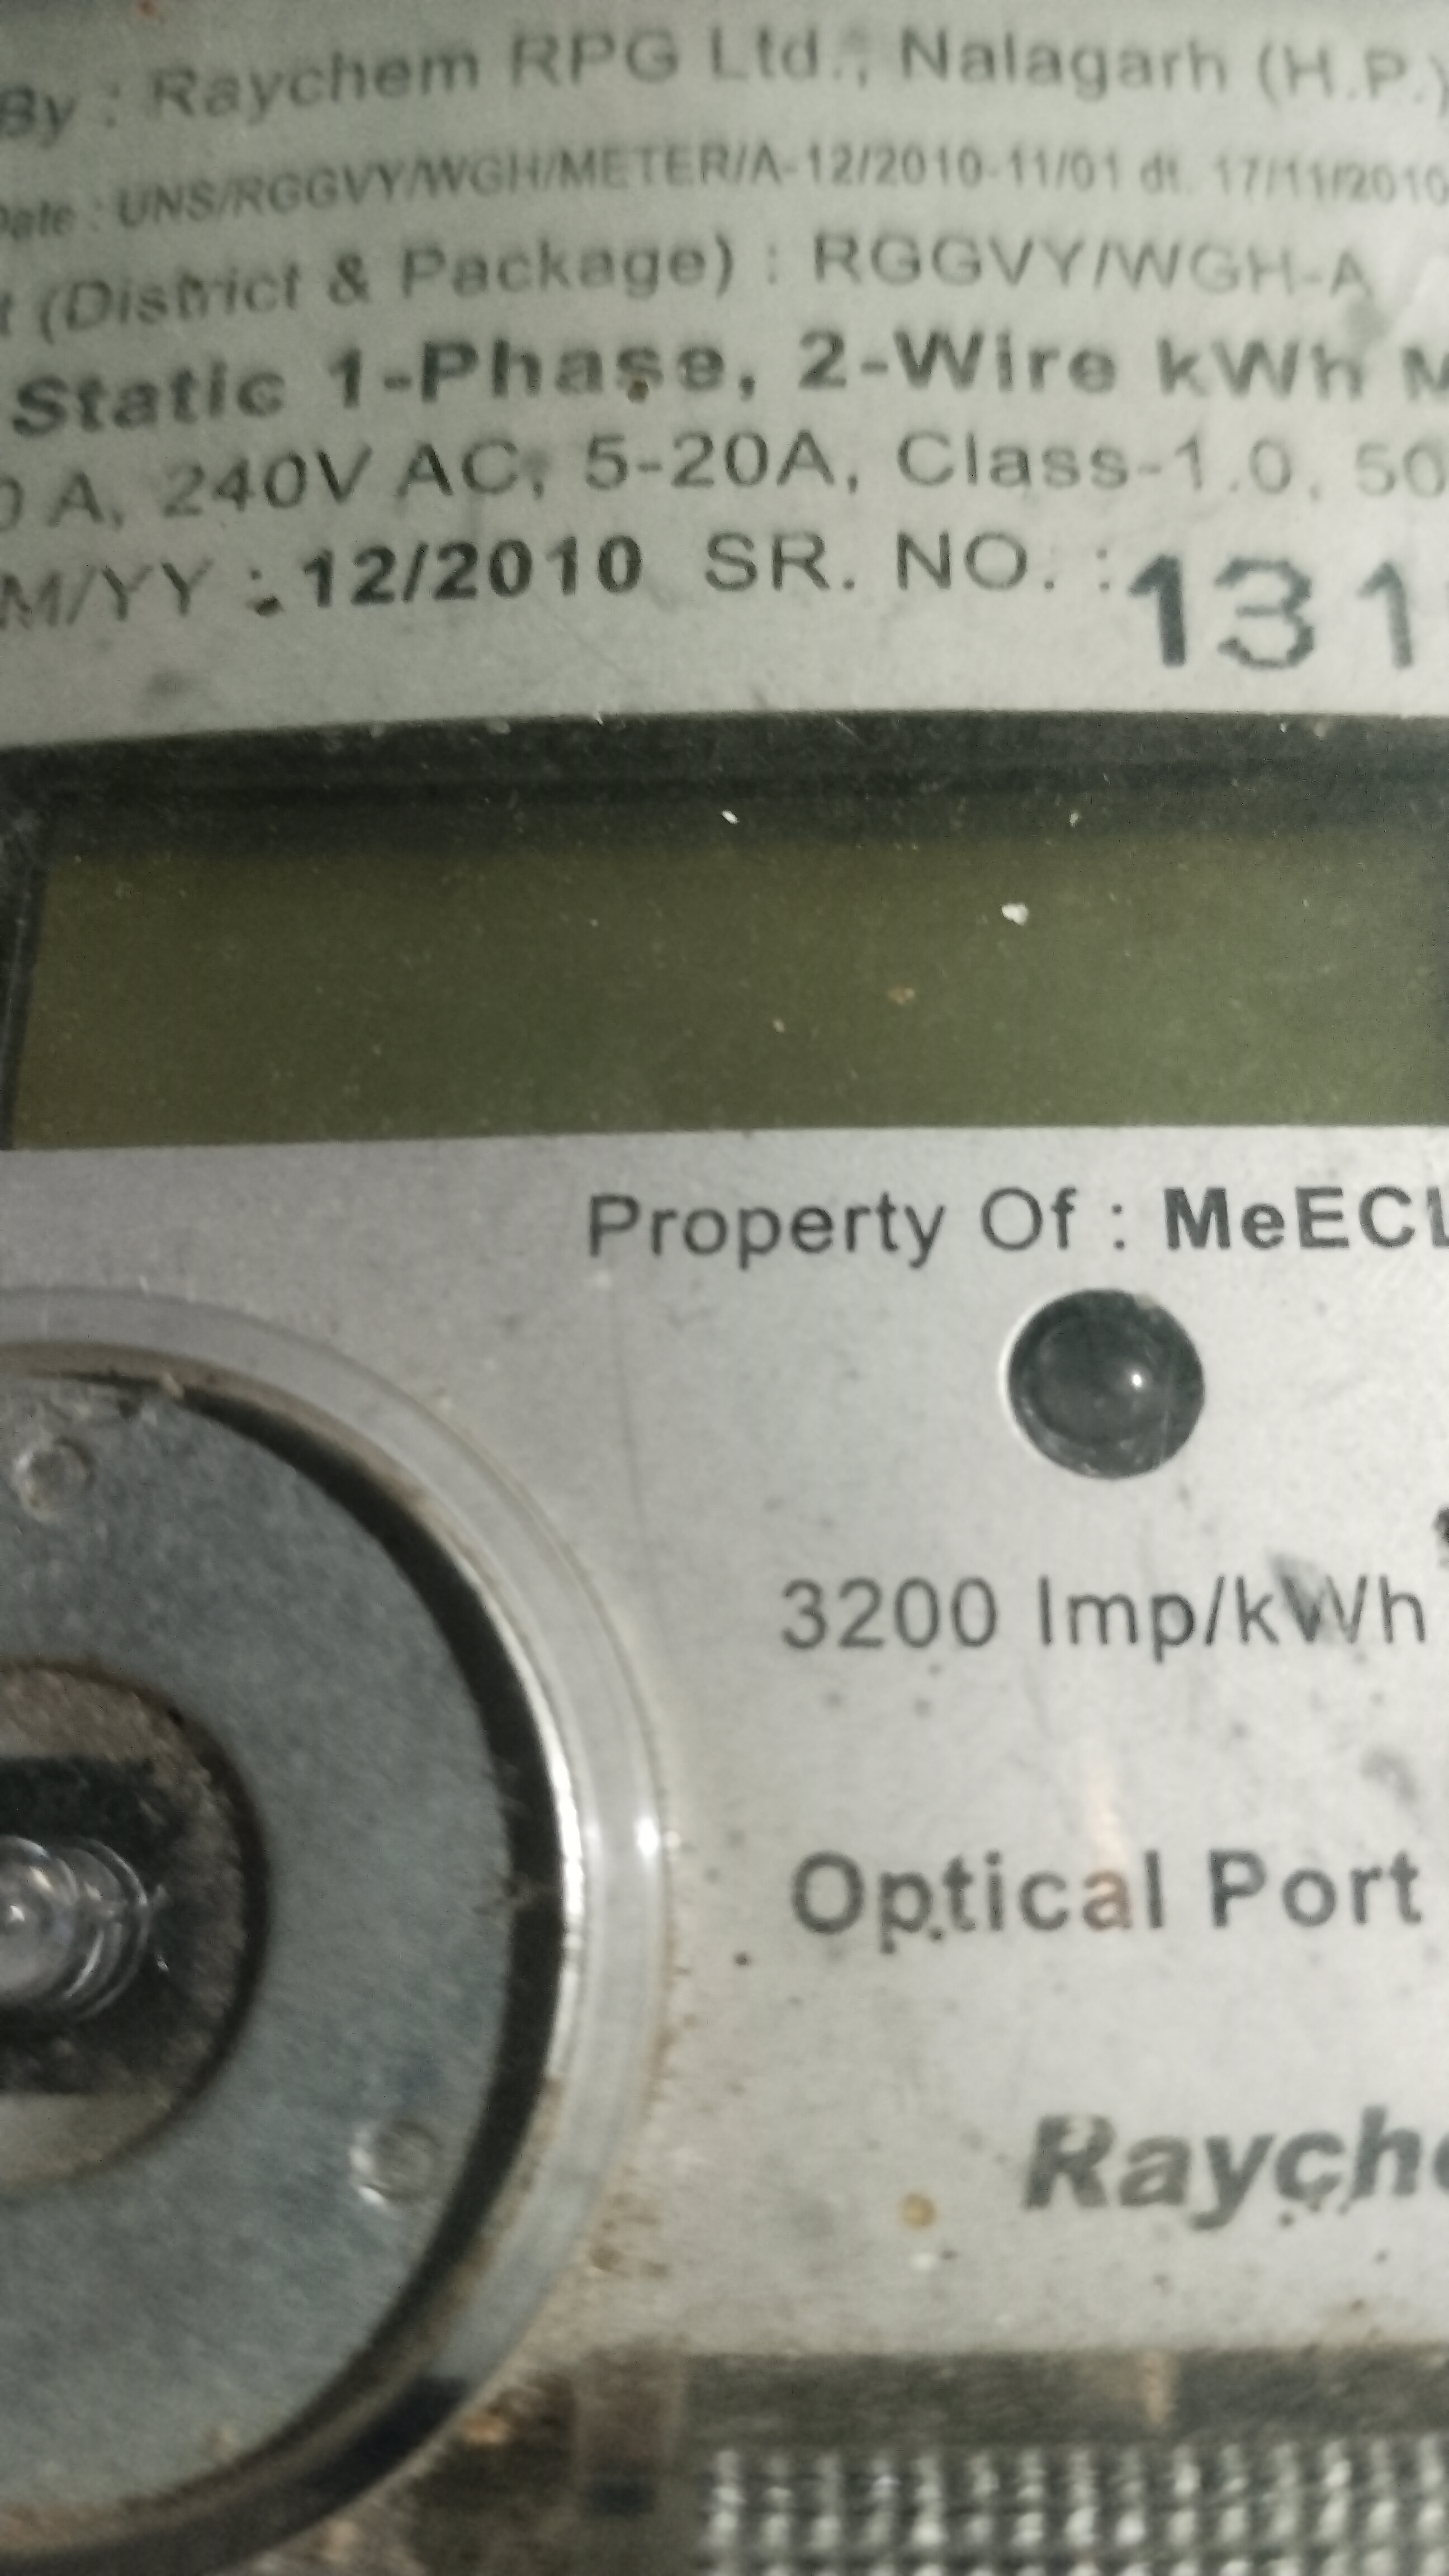 By : Raychem RPG Ltd., Nalagarh (H.P.)
Date : UNS/RGGVY/WGH/METER/A-12/2010-11/01 dt. 17/11/2010
(District & Package) : RGGVY/WGH-A
Static 1-Phase, 2-Wire kWh
A, 240V AC, 5-20A, Class-1.0, 50
M/YY : 12/2010 SR. NO. : 131
Property Of : MeECL
3200 Imp/kWh
Optical Port
Rayche